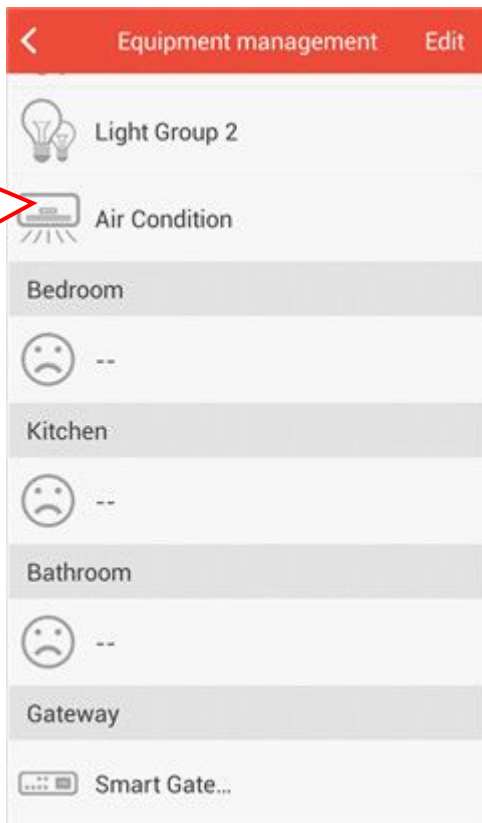 Equipment management Edit
Light Group 2
Air Condition
Bedroom
--
Kitchen
--
Bathroom
--
Gateway
Smart Gate...